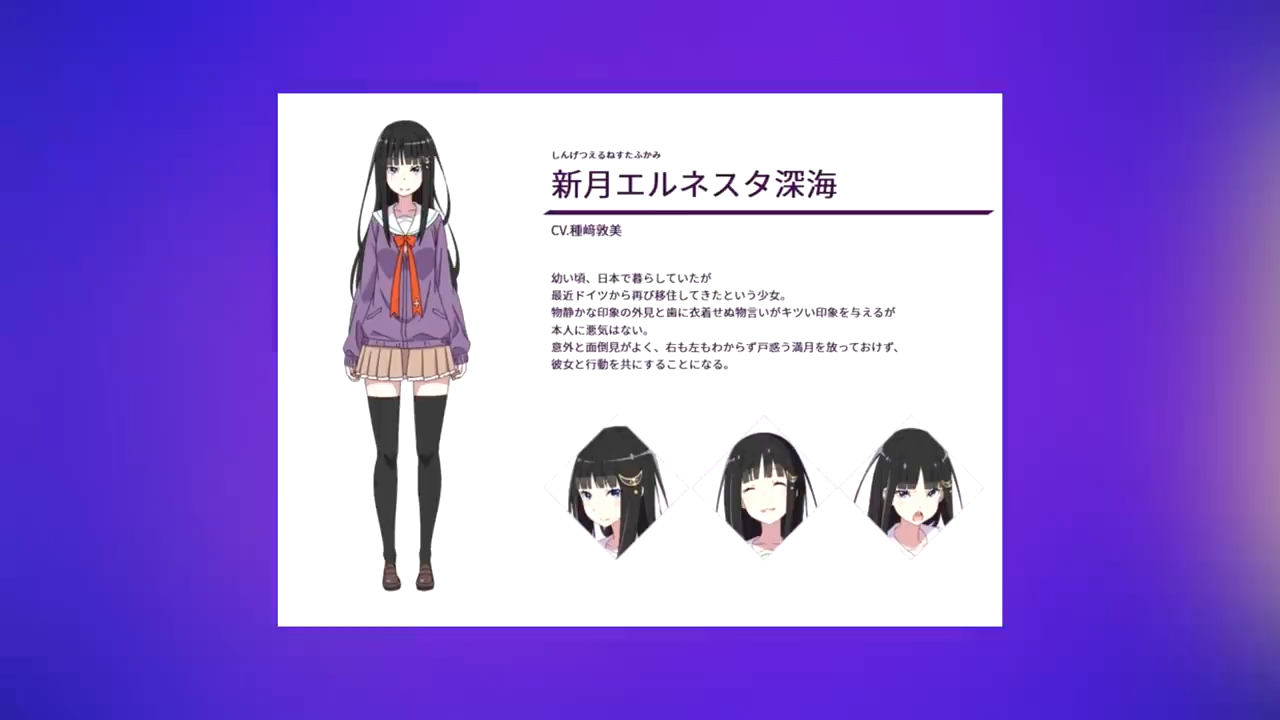 しんげつえるねすたふかみ
新月エルネスタ深海
CV.種﨑敦美
幼い頃、日本で暮らしていたが
最近ドイツから再び移住してきたという少女。
物静かな印象の外見と歯に衣着せぬ物言いがキツい印象を与えるが
本人に悪気はない。
意外と面倒見がよく、右も左もわからず戸惑う満月を放っておけず、
彼女と行動を共にすることになる。